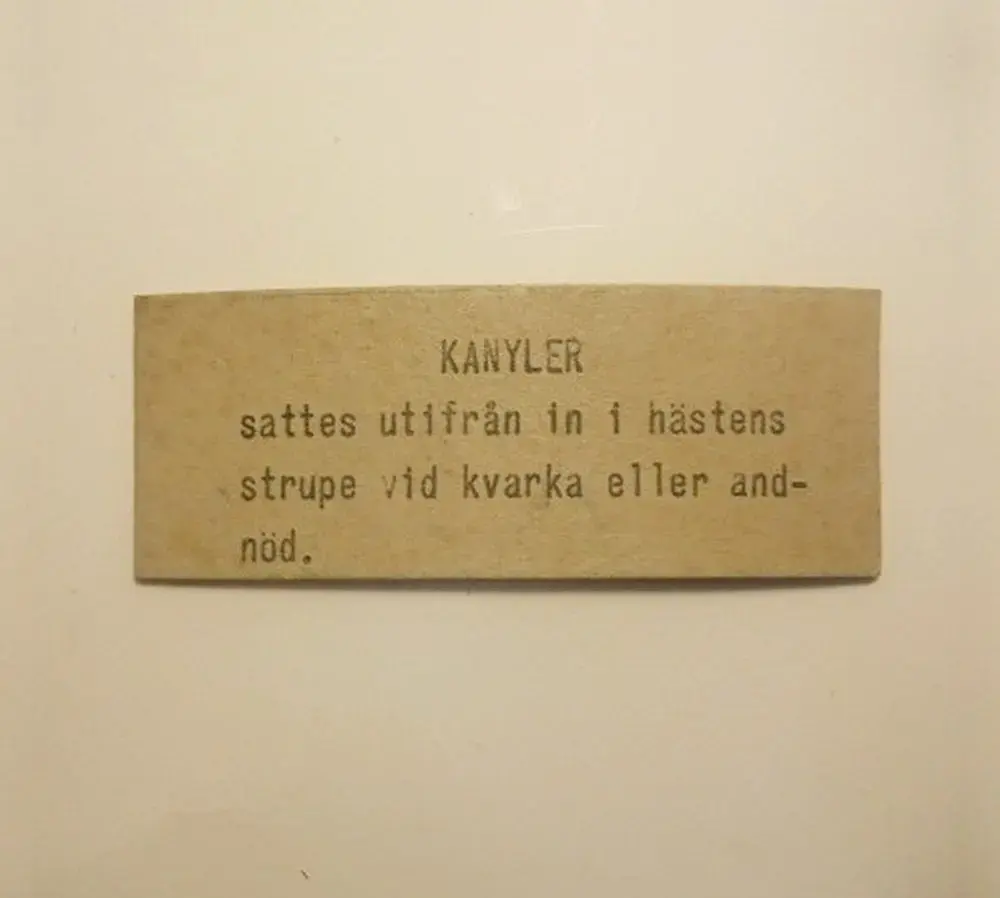 KANYLER
sattes utifrån in i hästens
strupe vid kvarka eller and-
nöd.